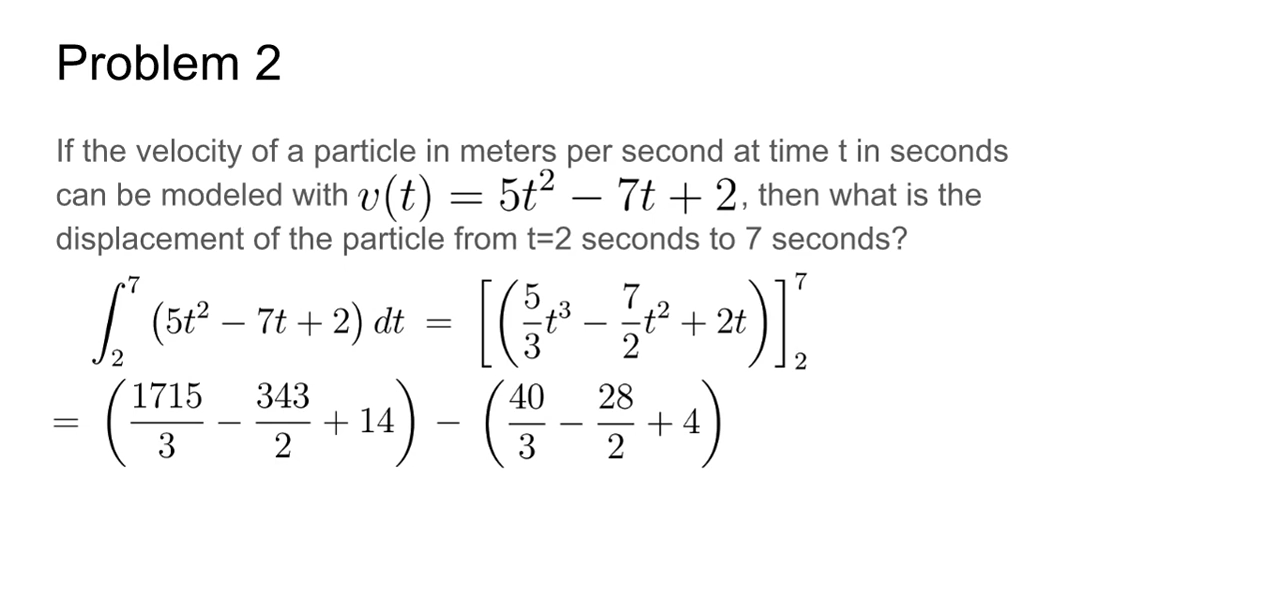 Problem 2
If the velocity of a particle in meters per second at time t in seconds
can be modeled with v(t) = 5t² − 7t + 2, then what is the
displacement of the particle from t=2 seconds to 7 seconds?
∫₂⁷ (5t² − 7t + 2) dt = [(5/3 t³ − 7/2 t² + 2t)]₂⁷
= (1715/3 − 343/2 + 14) − (40/3 − 28/2 + 4)